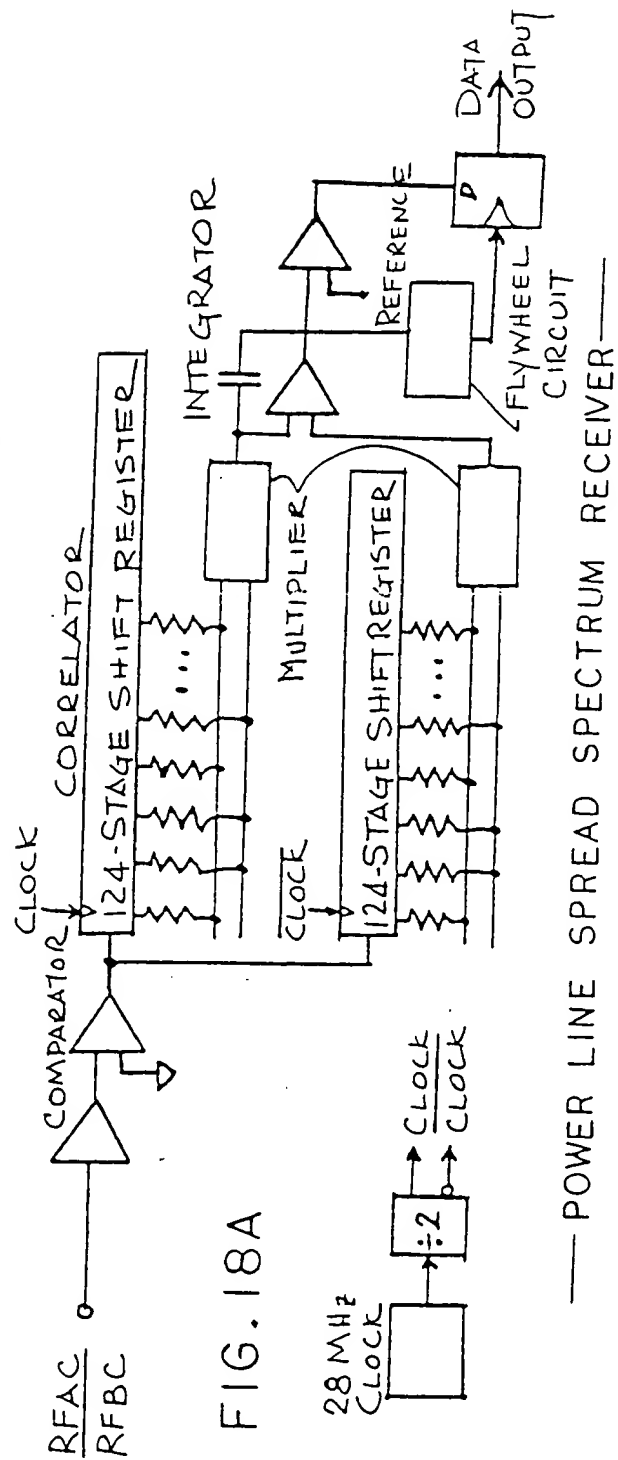 RFAC
RFBC
COMPARATOR
CLOCK
CORRELATOR
124-STAGE SHIFT REGISTER
INTEGRATOR
MULTIPLIER
CLOCK
124-STAGE SHIFT REGISTER
REFERENCE
D
DATA
OUTPUT
FLYWHEEL
CIRCUIT
FIG. 18A
28 MHz
CLOCK
÷2
CLOCK
CLOCK
POWER LINE SPREAD SPECTRUM RECEIVER